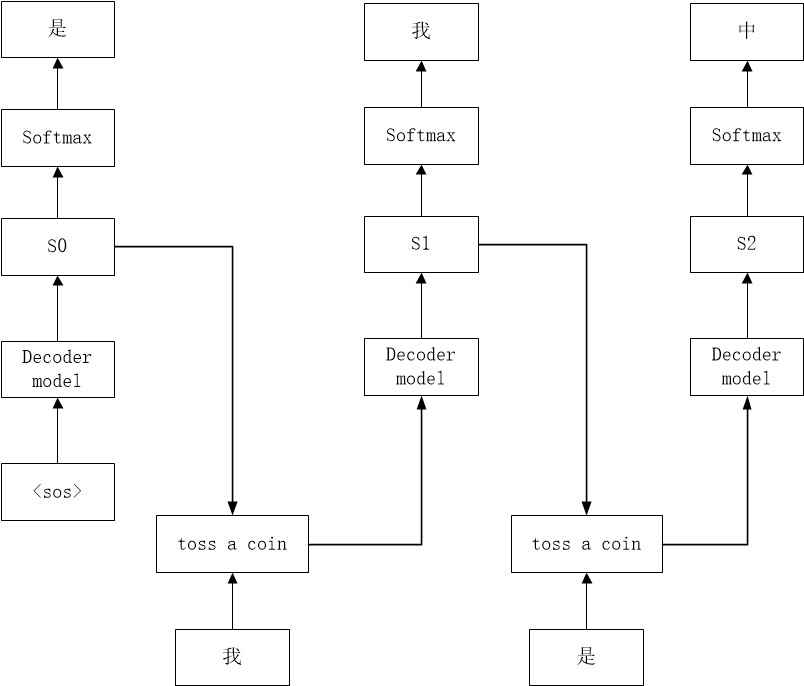 是
我
中
Softmax
Softmax
Softmax
S0
S1
S2
Decoder
model
Decoder
model
Decoder
model
<sos>
toss a coin
toss a coin
我
是